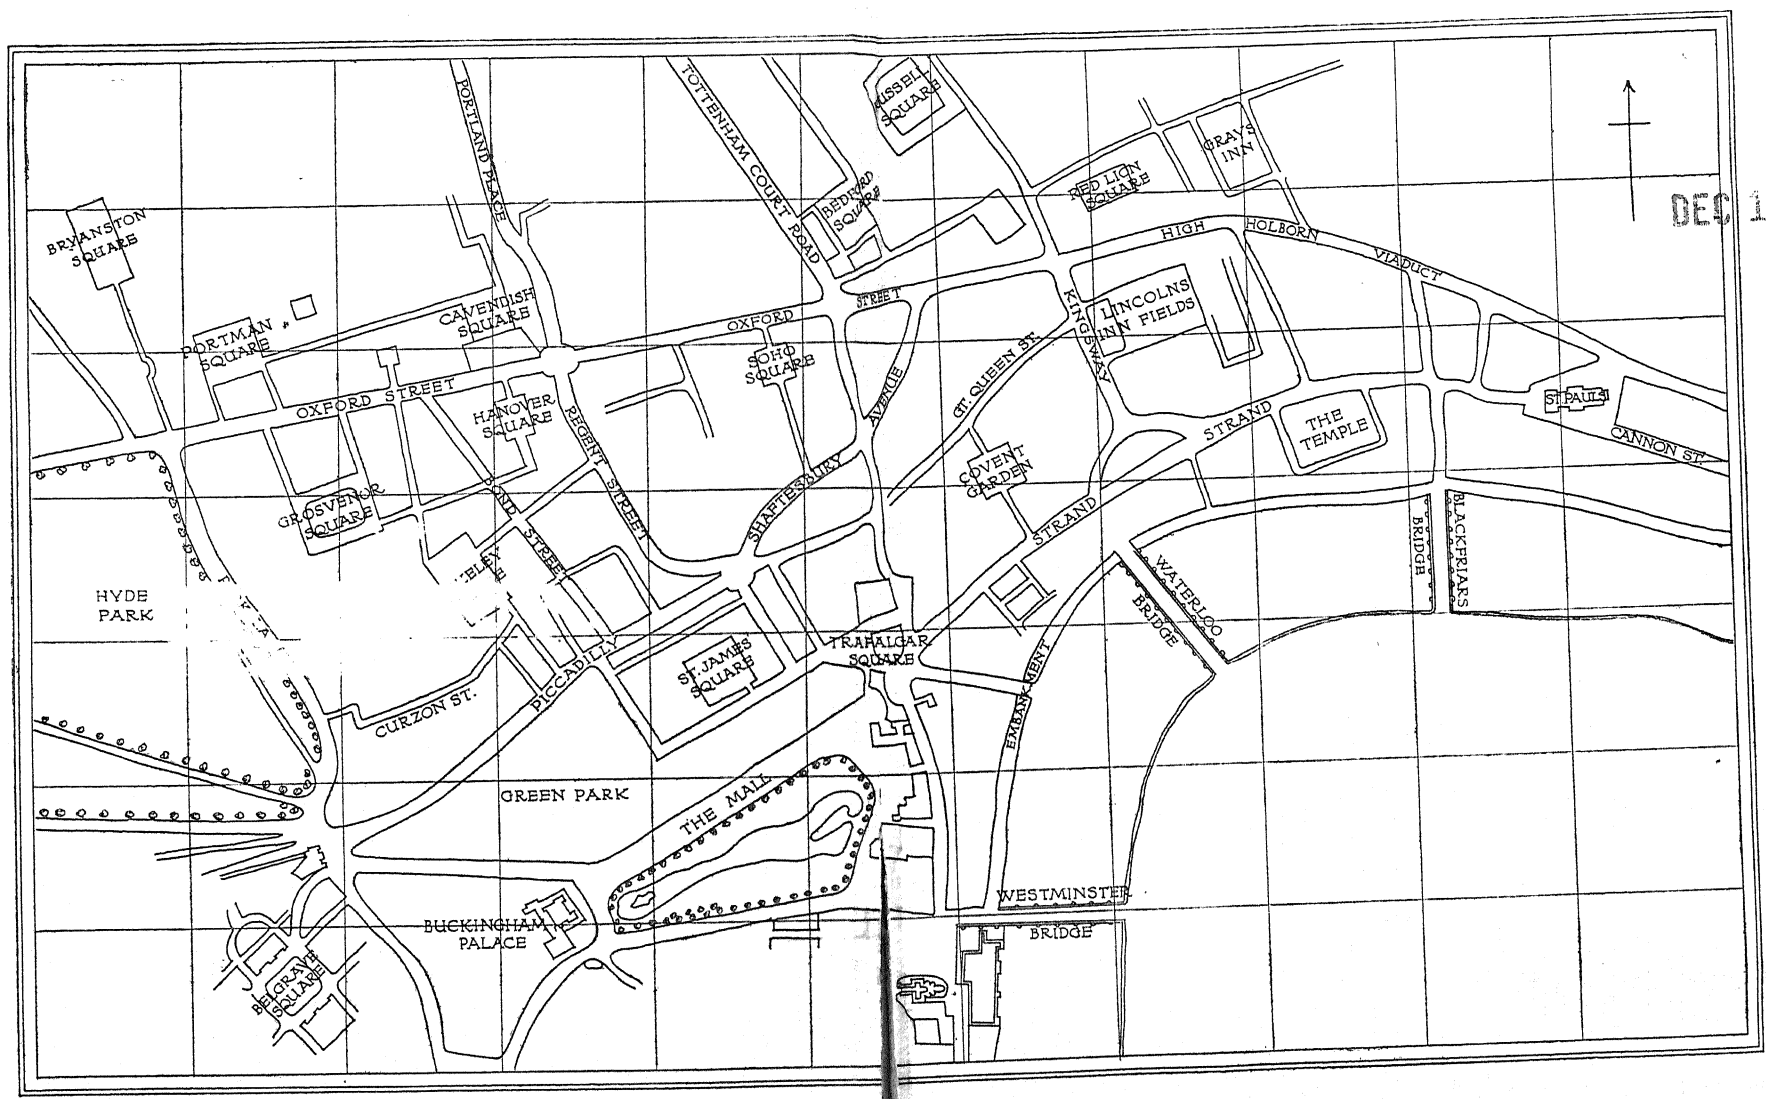 PORTLAND PLACE
TOTTENHAM COURT ROAD
USSELL
SQUARE
GRAYS
INN
RED LION
SQUARE
BEDFORD
SQUARE
DEC 1
BRYANSTON
SQUARE
HIGH
HOLBORN
VIADUCT
CAVENDISH
SQUARE
OXFORD
STREET
KINGSWAY
LINCOLNS
INN FIELDS
PORTMAN
SQUARE
SOHO
SQUARE
GT. QUEEN ST.
OXFORD STREET
HANOVER
SQUARE
REGENT STREET
AVENUE
SHAFTESBURY
STRAND
THE
TEMPLE
ST. PAULS
CANNON ST.
COVENT
GARDEN
GROSVENOR
SQUARE
BOND STREET
STRAND
BLACKFRIARS
BRIDGE
ELEY
HYDE
PARK
WATERLOO
BRIDGE
TRAFALGAR
SQUARE
ST. JAMES
SQUARE
PICCADILLY
CURZON ST.
EMBANKMENT
GREEN PARK
THE MALL
BUCKINGHAM
PALACE
WESTMINSTER
BRIDGE
BELGRAVE
SQUARE